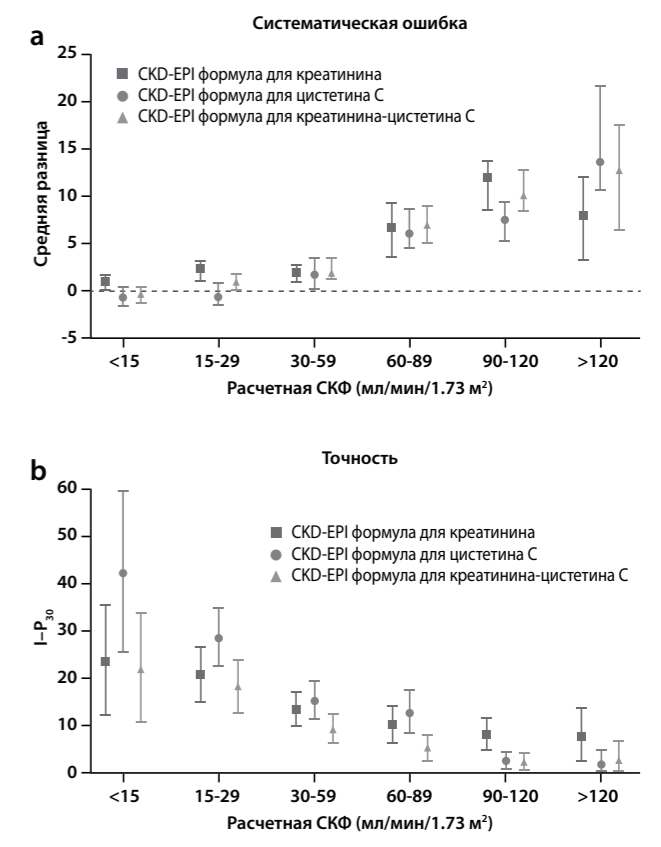 Систематическая ошибка
a
25
20
15
10
5
0
-5
Средняя разница
CKD-EPI формула для креатинина
CKD-EPI формула для цистетина С
CKD-EPI формула для креатинина-цистетина С
<15 15-29 30-59 60-89 90-120 >120
Расчетная СКФ (мл/мин/1.73 м²)
Точность
b
60
50
40
30
20
10
0
I–P₃₀
CKD-EPI формула для креатинина
CKD-EPI формула для цистетина С
CKD-EPI формула для креатинина-цистетина С
<15 15-29 30-59 60-89 90-120 >120
Расчетная СКФ (мл/мин/1.73 м²)